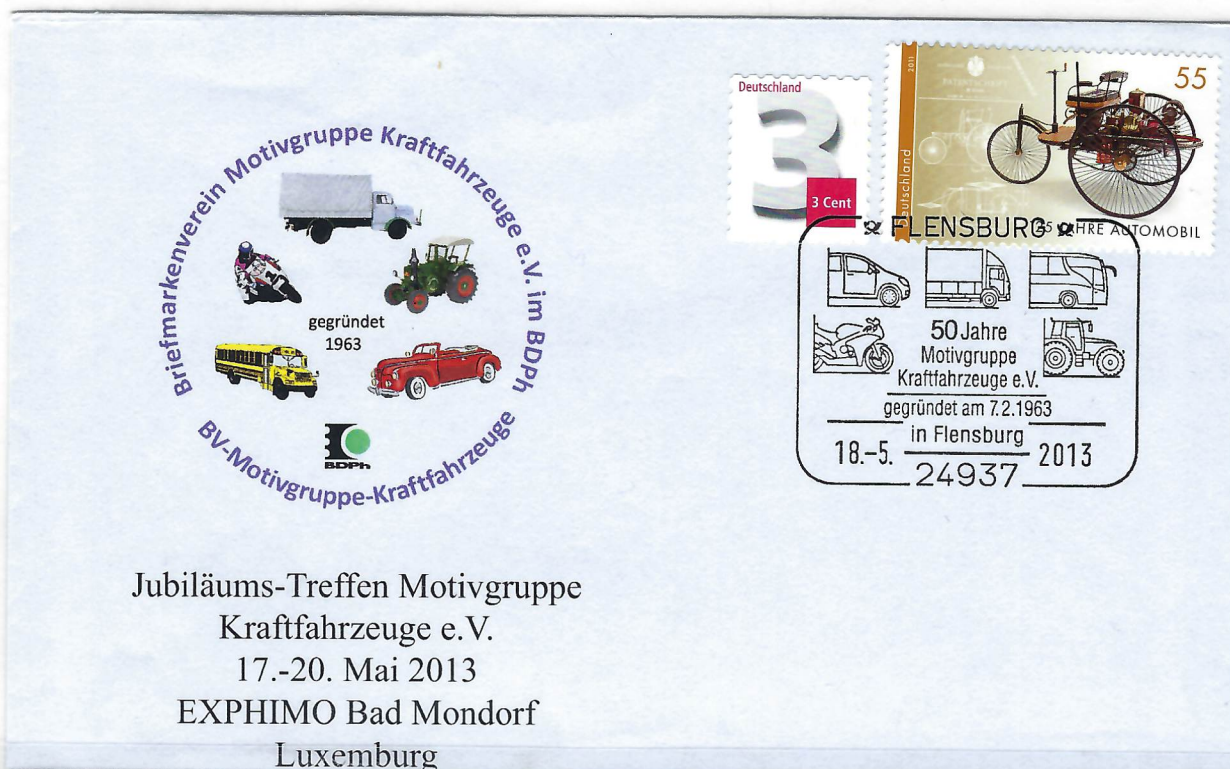 Briefmarkenverein Motivgruppe Kraftfahrzeuge e.V. im BDPh
gegründet
1963
BDPh
BV-Motivgruppe-Kraftfahrzeuge
Jubiläums-Treffen Motivgruppe
Kraftfahrzeuge e.V.
17.-20. Mai 2013
EXPHIMO Bad Mondorf
Luxemburg
Deutschland
3
3 Cent
2011
Deutschland
55
JAHRE AUTOMOBIL
FLENSBURG
50 Jahre
Motivgruppe
Kraftfahrzeuge e.V.
gegründet am 7.2.1963
in Flensburg
18.-5. 2013
24937